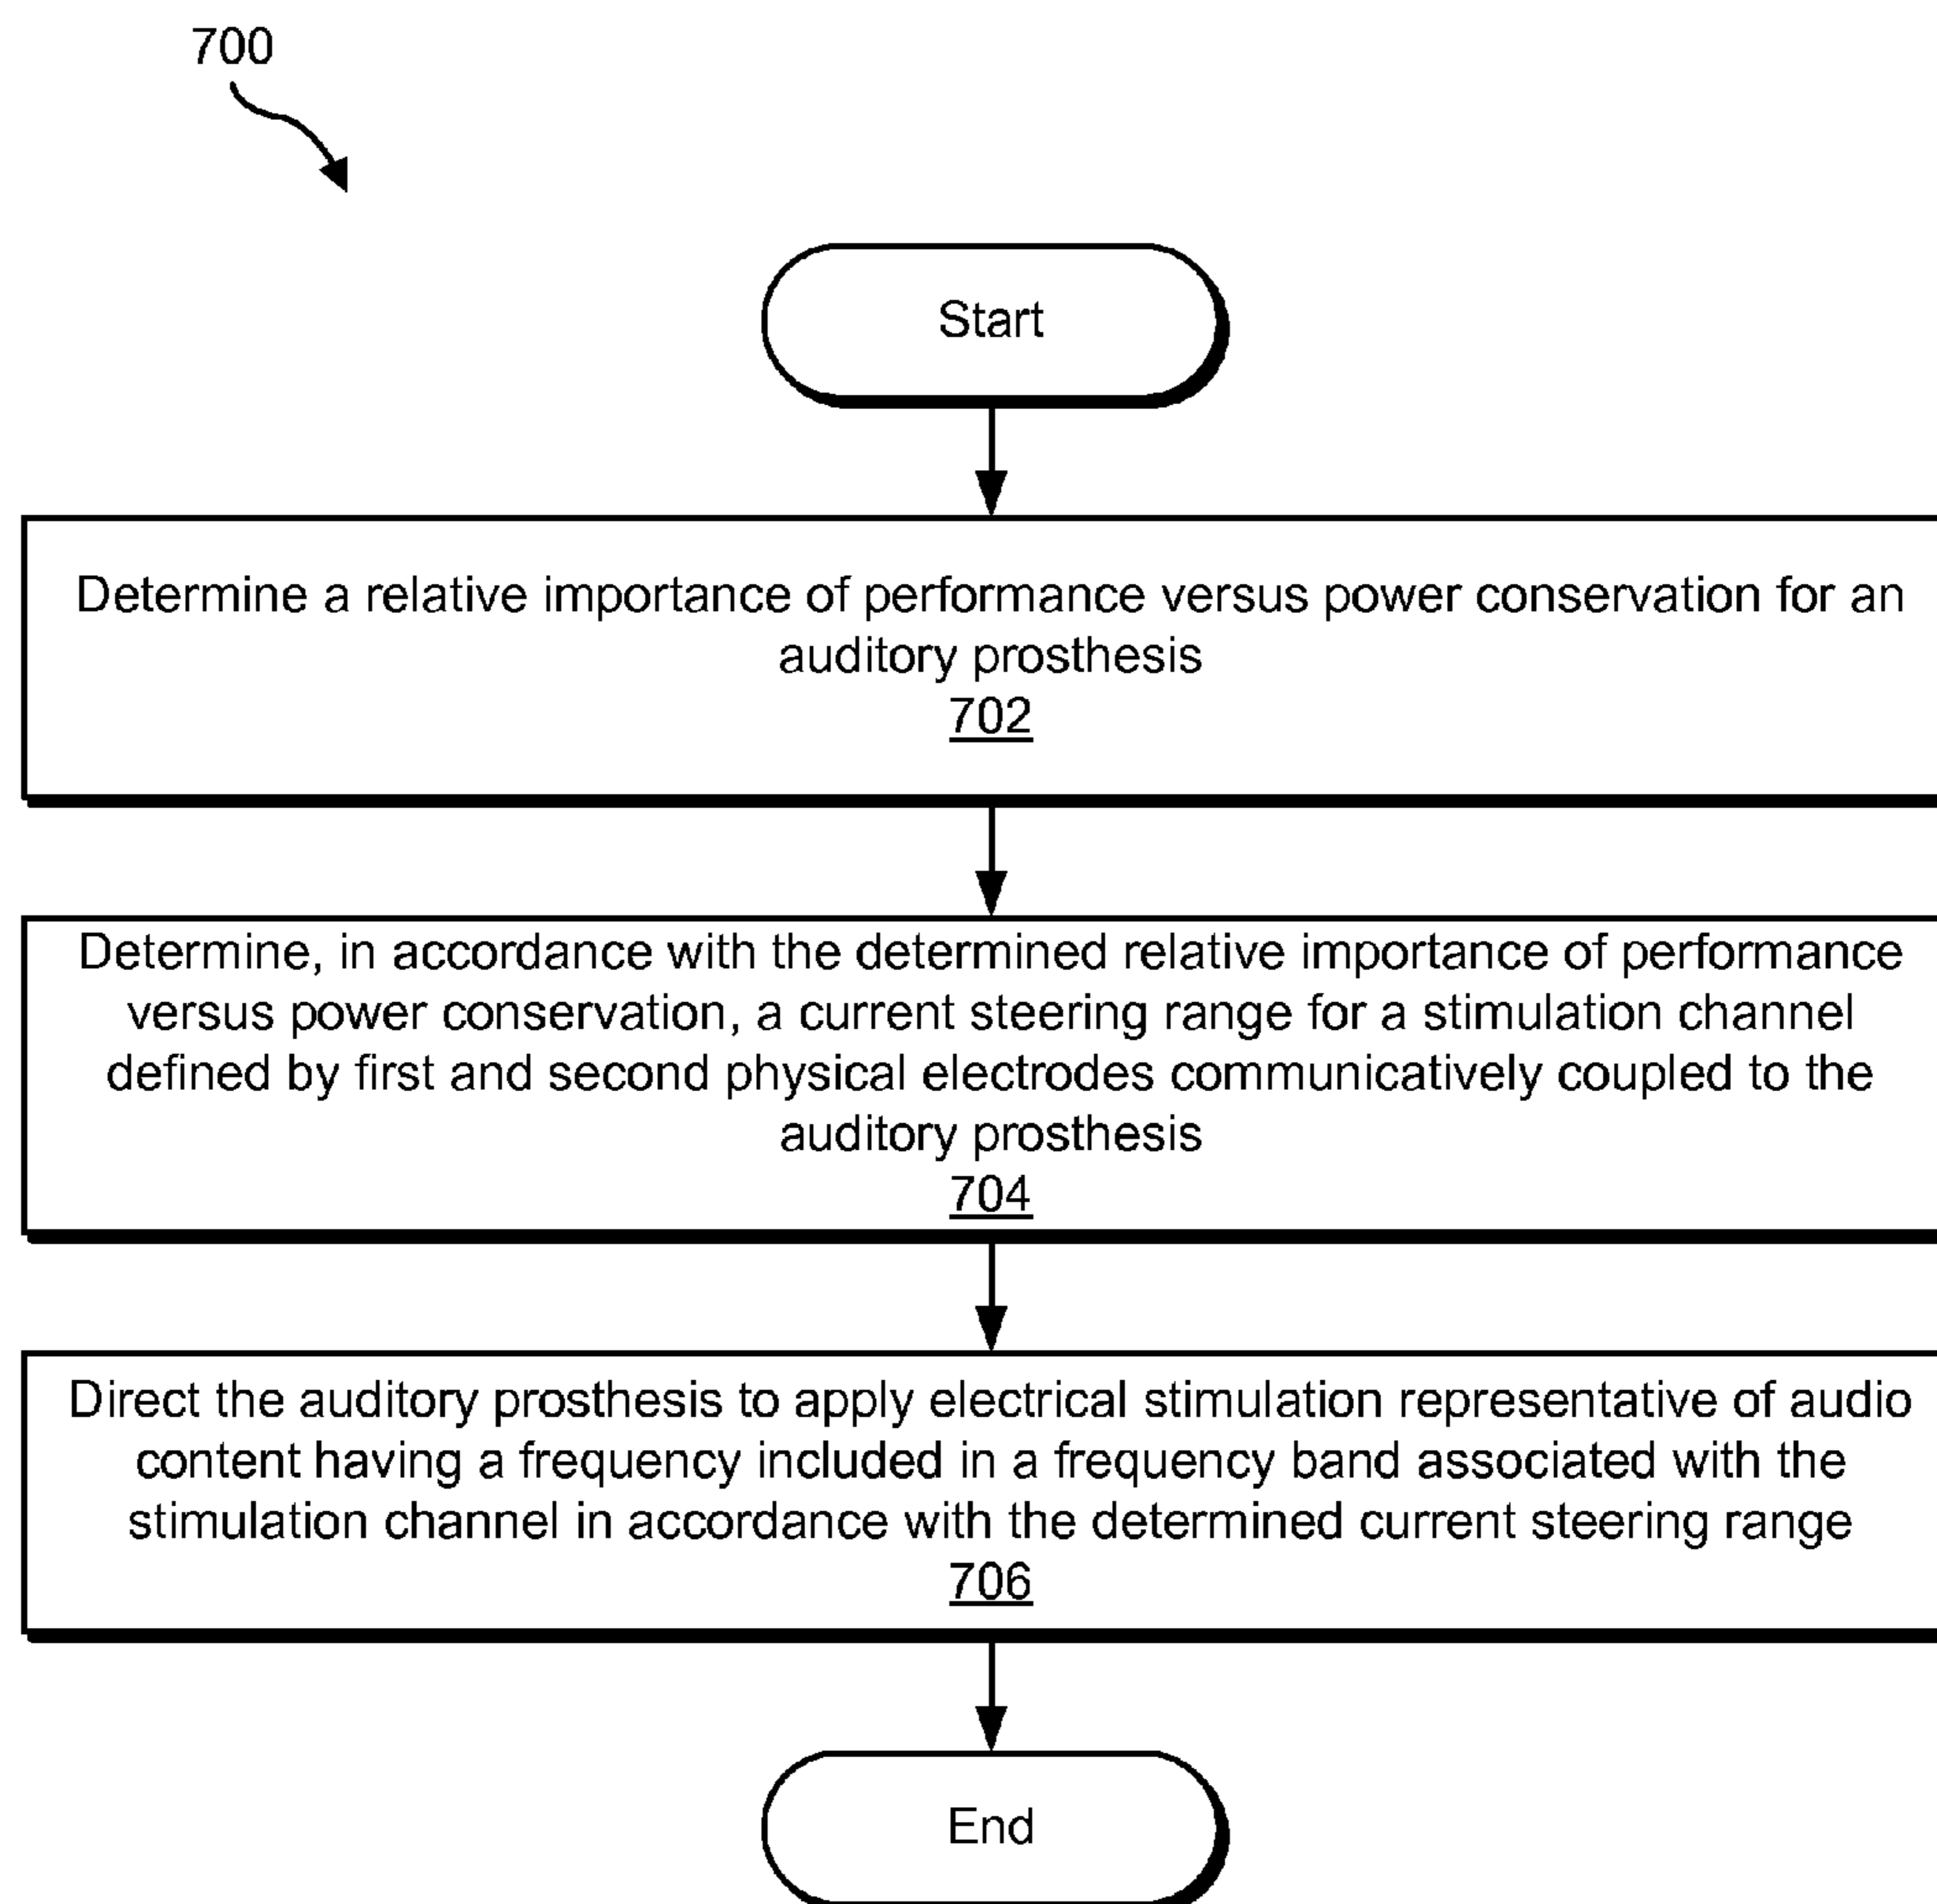 700
Start
Determine a relative importance of performance versus power conservation for an
auditory prosthesis
702
Determine, in accordance with the determined relative importance of performance
versus power conservation, a current steering range for a stimulation channel
defined by first and second physical electrodes communicatively coupled to the
auditory prosthesis
704
Direct the auditory prosthesis to apply electrical stimulation representative of audio
content having a frequency included in a frequency band associated with the
stimulation channel in accordance with the determined current steering range
706
End